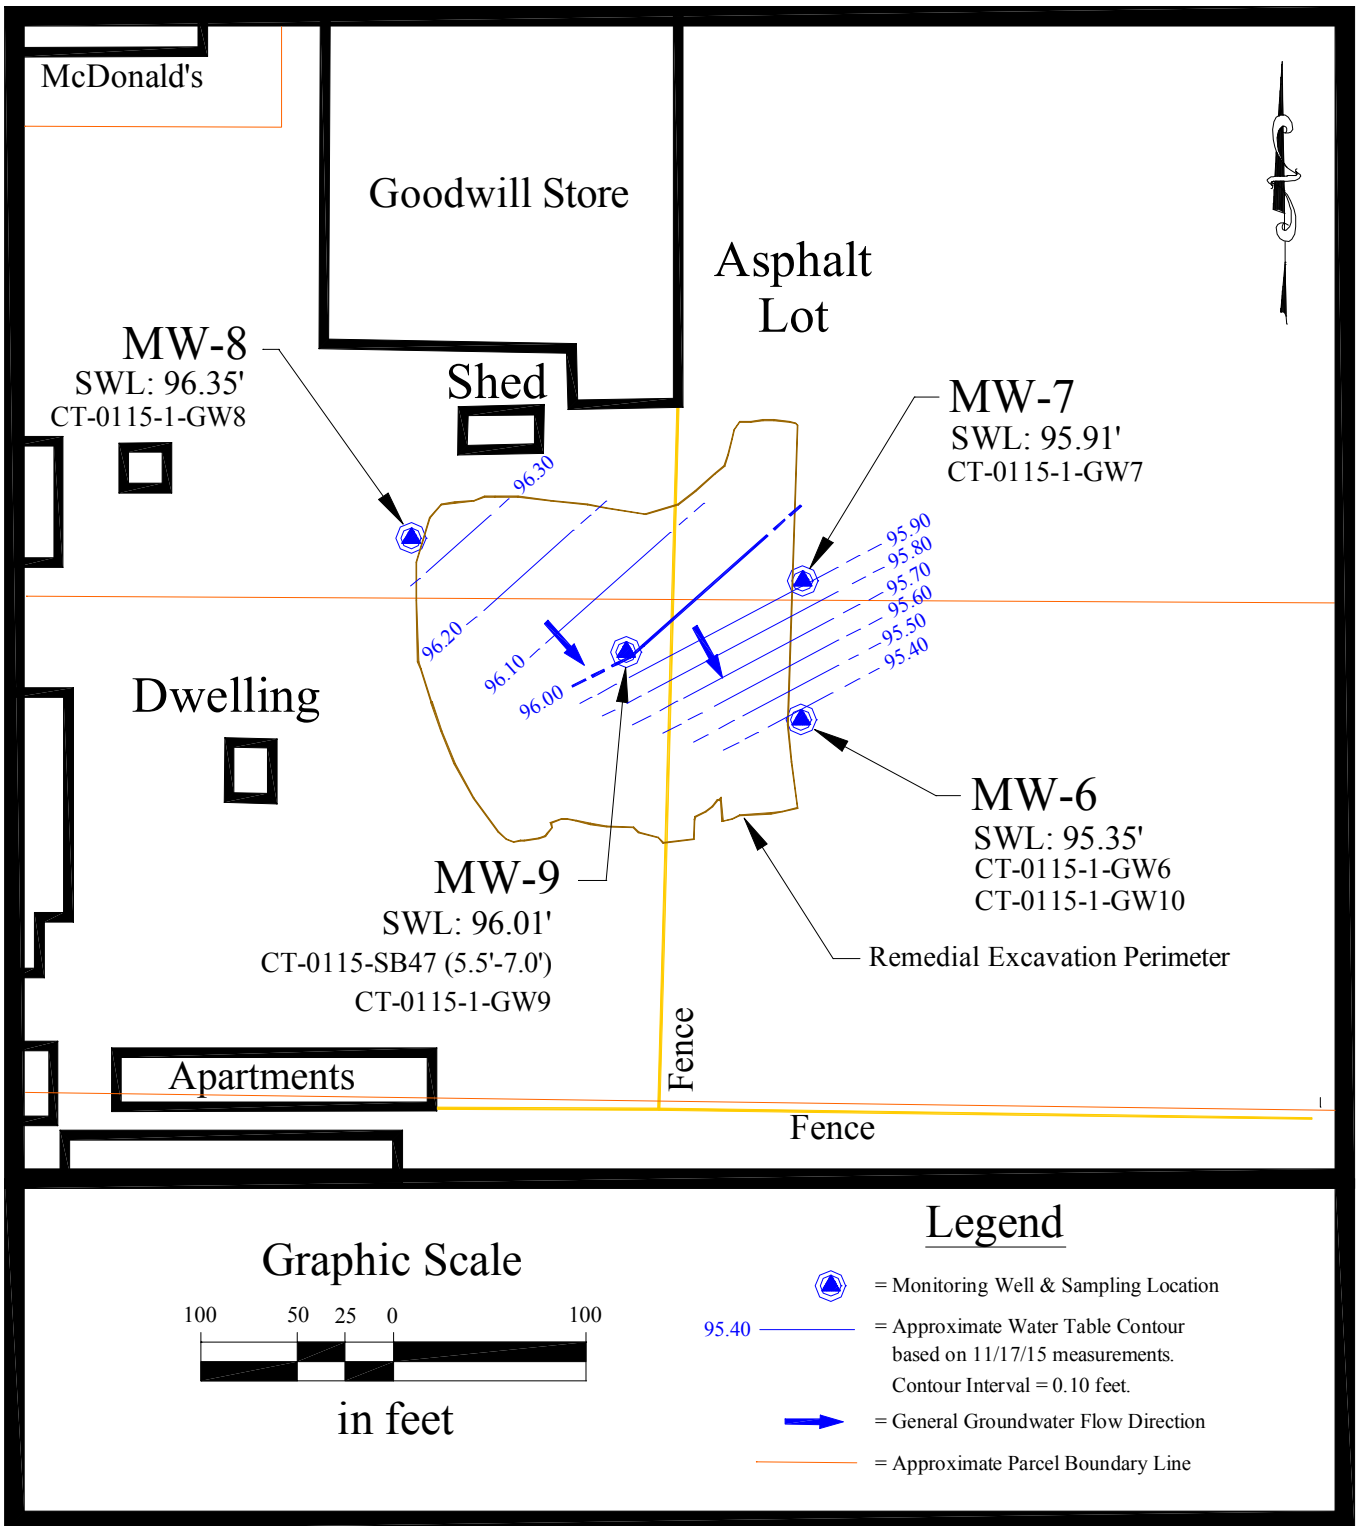 McDonald's
Goodwill Store
Asphalt
Lot
MW-8
SWL: 96.35'
CT-0115-1-GW8
Shed
MW-7
SWL: 95.91'
CT-0115-1-GW7
96.30
96.20
96.10
96.00
95.90
95.80
95.70
95.60
95.50
95.40
Dwelling
MW-6
SWL: 95.35'
CT-0115-1-GW6
CT-0115-1-GW10
MW-9
SWL: 96.01'
CT-0115-SB47 (5.5'-7.0')
CT-0115-1-GW9
Remedial Excavation Perimeter
Fence
Apartments
Fence
Graphic Scale
100 50 25 0 100
in feet
Legend
= Monitoring Well & Sampling Location
95.40 = Approximate Water Table Contour
based on 11/17/15 measurements.
Contour Interval = 0.10 feet.
= General Groundwater Flow Direction
= Approximate Parcel Boundary Line